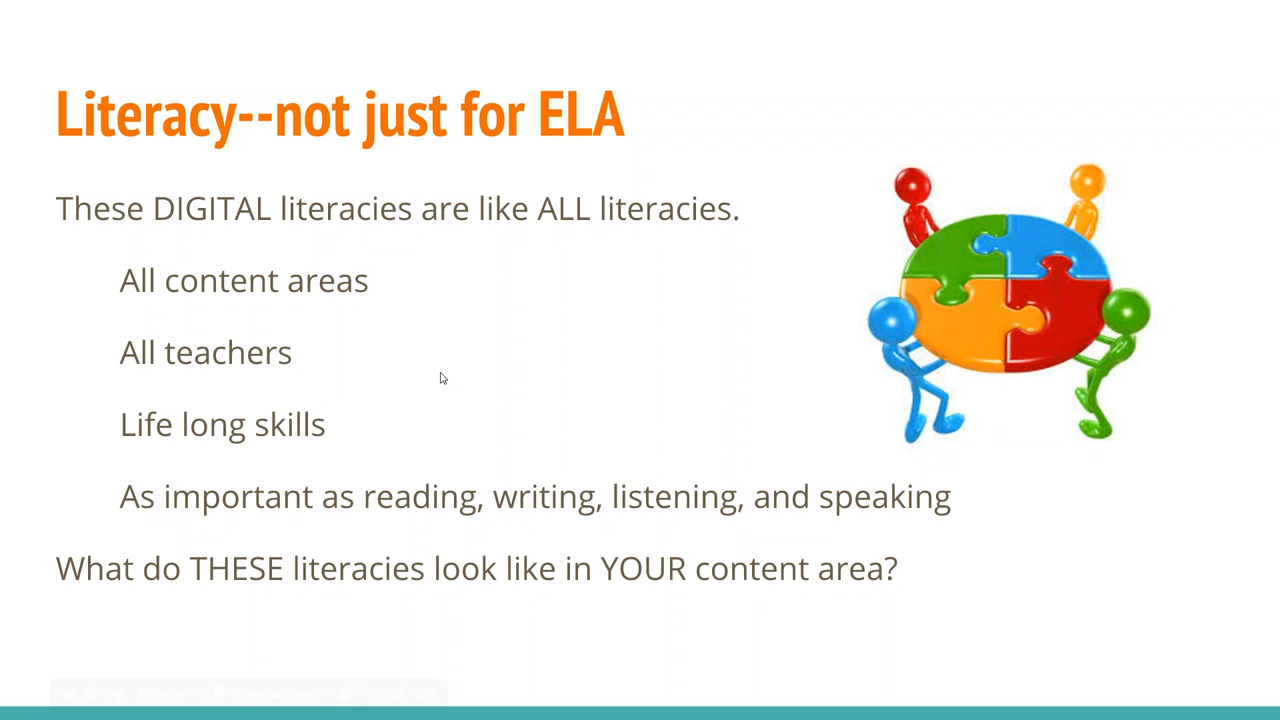 Literacy--not just for ELA
These DIGITAL literacies are like ALL literacies.
All content areas
All teachers
Life long skills
As important as reading, writing, listening, and speaking
What do THESE literacies look like in YOUR content area?